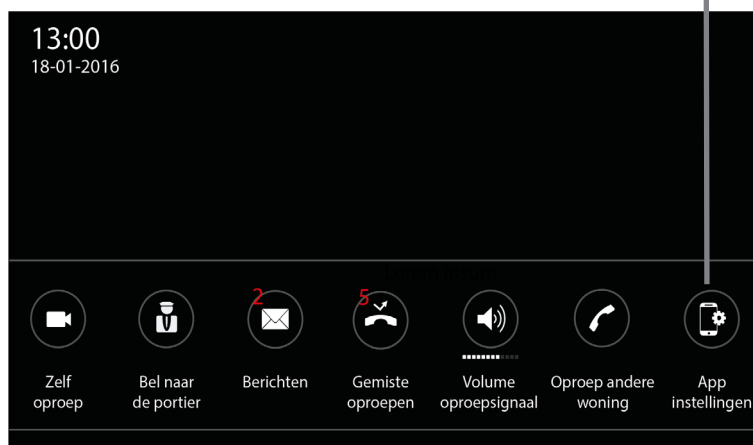 13:00
18-01-2016
2
5
Zelf
oproep
Bel naar
de portier
Berichten
Gemiste
oproepen
Volume
oproepsignaal
Oproep andere
woning
App
instellingen